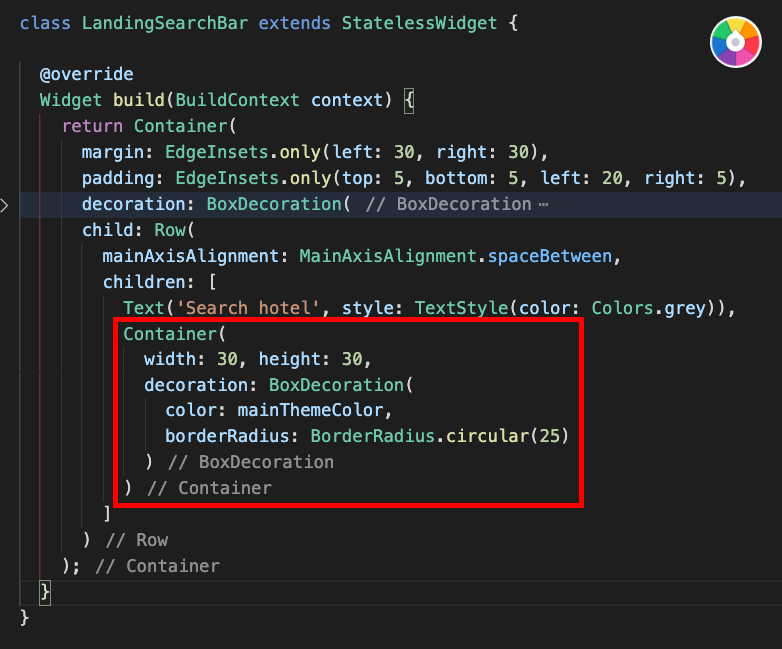 class LandingSearchBar extends StatelessWidget {
@override
Widget build(BuildContext context) {
return Container(
margin: EdgeInsets.only(left: 30, right: 30),
padding: EdgeInsets.only(top: 5, bottom: 5, left: 20, right: 5),
decoration: BoxDecoration( // BoxDecoration ⋯
child: Row(
mainAxisAlignment: MainAxisAlignment.spaceBetween,
children: [
Text('Search hotel', style: TextStyle(color: Colors.grey)),
Container(
width: 30, height: 30,
decoration: BoxDecoration(
color: mainThemeColor,
borderRadius: BorderRadius.circular(25)
) // BoxDecoration
) // Container
]
) // Row
); // Container
}
}